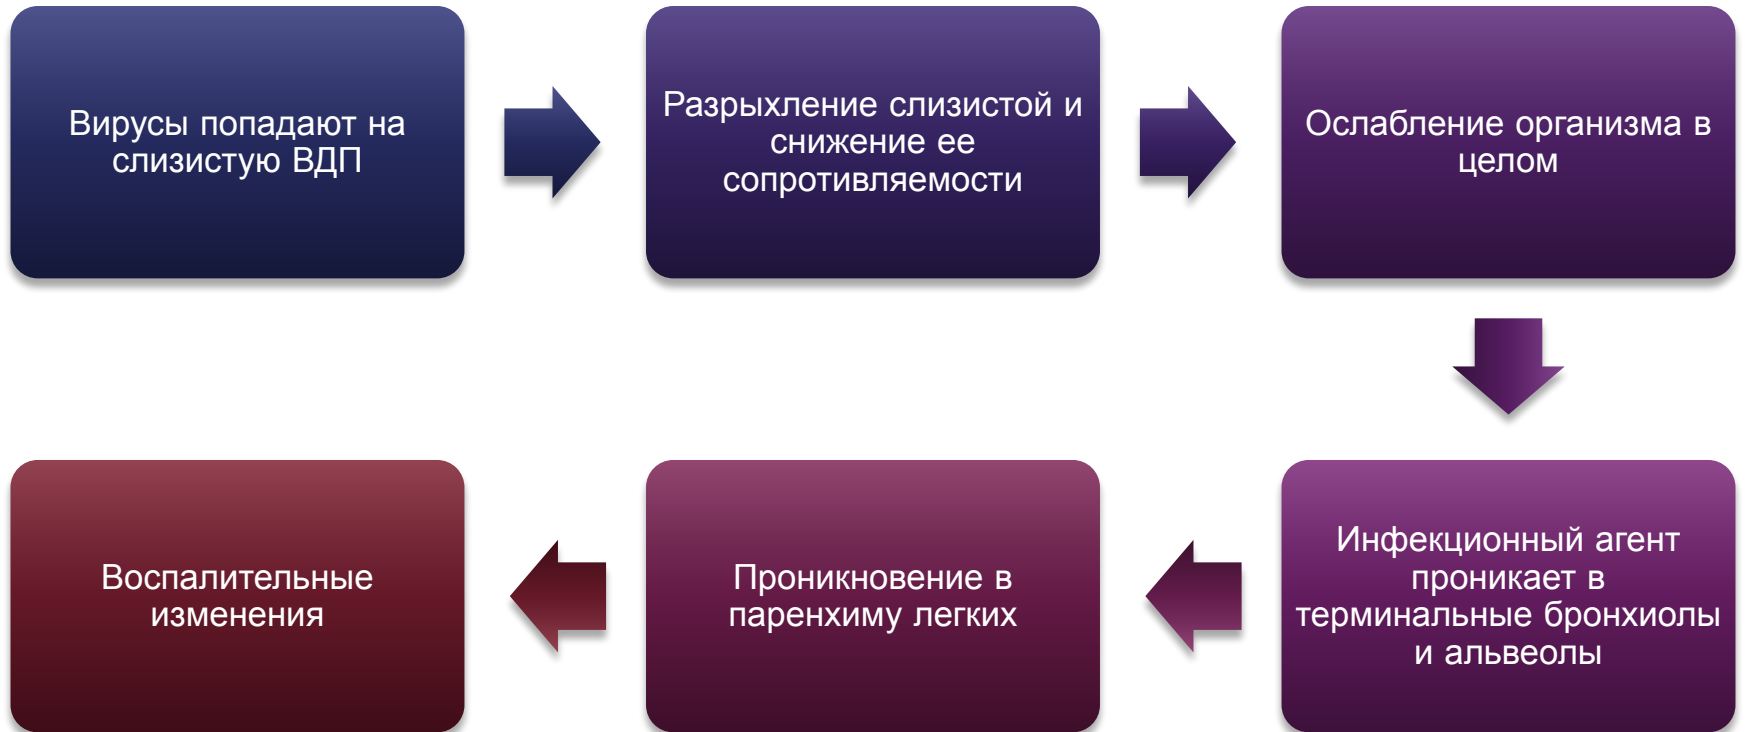 Вирусы попадают на
слизистую ВДП
Разрыхление слизистой и
снижение ее
сопротивляемости
Ослабление организма в
целом
Инфекционный агент
проникает в
терминальные бронхиолы
и альвеолы
Проникновение в
паренхиму легких
Воспалительные
изменения